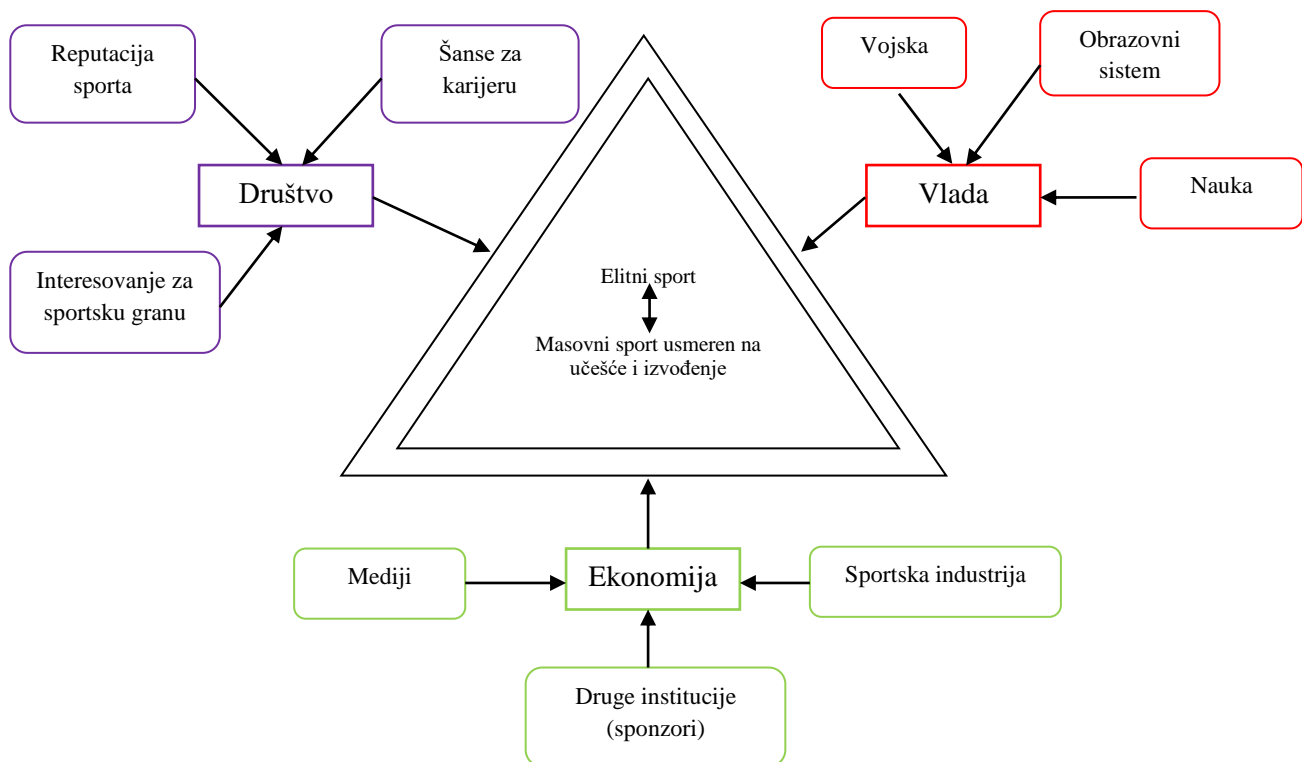 Reputacija
sporta
Šanse za
karijeru
Društvo
Interesovanje za
sportsku granu
Vojska
Obrazovni
sistem
Vlada
Nauka
Elitni sport
Masovni sport usmeren na
učešće i izvođenje
Mediji
Ekonomija
Sportska industrija
Druge institucije
(sponzori)